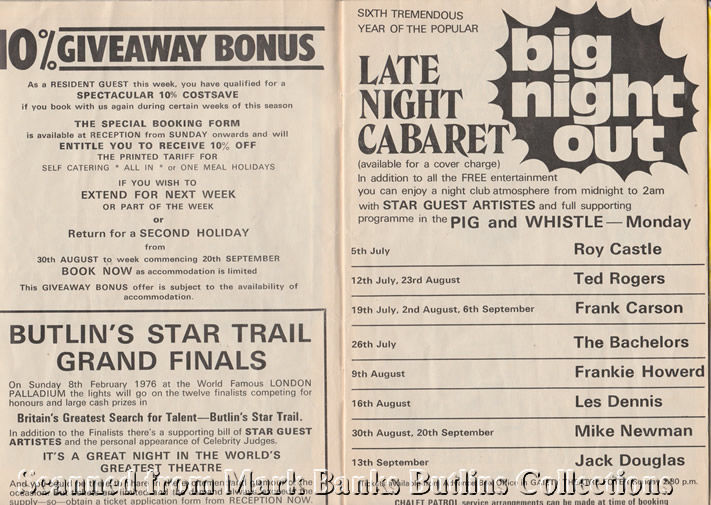 10% GIVEAWAY BONUS
As a RESIDENT GUEST this week, you have qualified for a
SPECTACULAR 10% COSTSAVE
if you book with us again during certain weeks of this season
THE SPECIAL BOOKING FORM
is available at RECEPTION from SUNDAY onwards and will
ENTITLE YOU TO RECEIVE 10% OFF
THE PRINTED TARIFF FOR
SELF CATERING * ALL IN * or ONE MEAL HOLIDAYS
IF YOU WISH TO
EXTEND FOR NEXT WEEK
OR PART OF THE WEEK
or
Return for a SECOND HOLIDAY
from
30th AUGUST to week commencing 20th SEPTEMBER
BOOK NOW as accommodation is limited
This GIVEAWAY BONUS offer is subject to the availability of
accommodation.
BUTLIN'S STAR TRAIL
GRAND FINALS
On Sunday 8th February 1976 at the World Famous LONDON
PALLADIUM the lights will go on the twelve finalists competing for
honours and large cash prizes in
Britain's Greatest Search for Talent—Butlin's Star Trail.
In addition to the Finalists there's a supporting bill of STAR GUEST
ARTISTES and the personal appearance of Celebrity Judges.
IT'S A GREAT NIGHT IN THE WORLD'S
GREATEST THEATRE
supply—so—obtain a ticket application form from RECEPTION NOW.
SIXTH TREMENDOUS
YEAR OF THE POPULAR
LATE
NIGHT
CABARET
big
night
out
(available for a cover charge)
In addition to all the FREE entertainment
you can enjoy a night club atmosphere from midnight to 2am
with STAR GUEST ARTISTES and full supporting
programme in the PIG and WHISTLE—Monday
5th July Roy Castle
12th July, 23rd August Ted Rogers
19th July, 2nd August, 6th September Frank Carson
26th July The Bachelors
9th August Frankie Howerd
16th August Les Dennis
30th August, 20th September Mike Newman
13th September Jack Douglas
CHALET PATROL service arrangements can be made at time of booking
Scanned from Mark Banks Butlins Collections